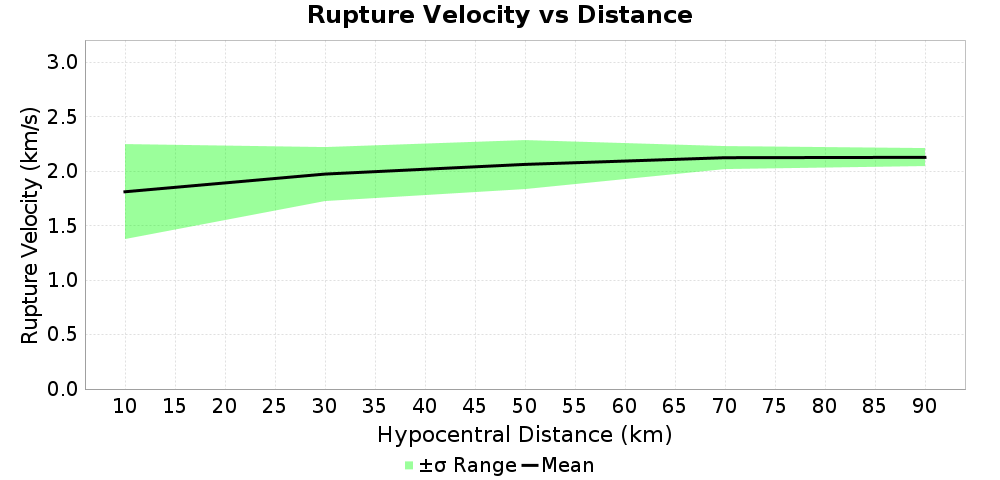 Rupture Velocity vs Distance
Rupture Velocity (km/s)
3.0
2.5
2.0
1.5
1.0
0.5
0.0
10 15 20 25 30 35 40 45 50 55 60 65 70 75 80 85 90
Hypocentral Distance (km)
±σ Range Mean